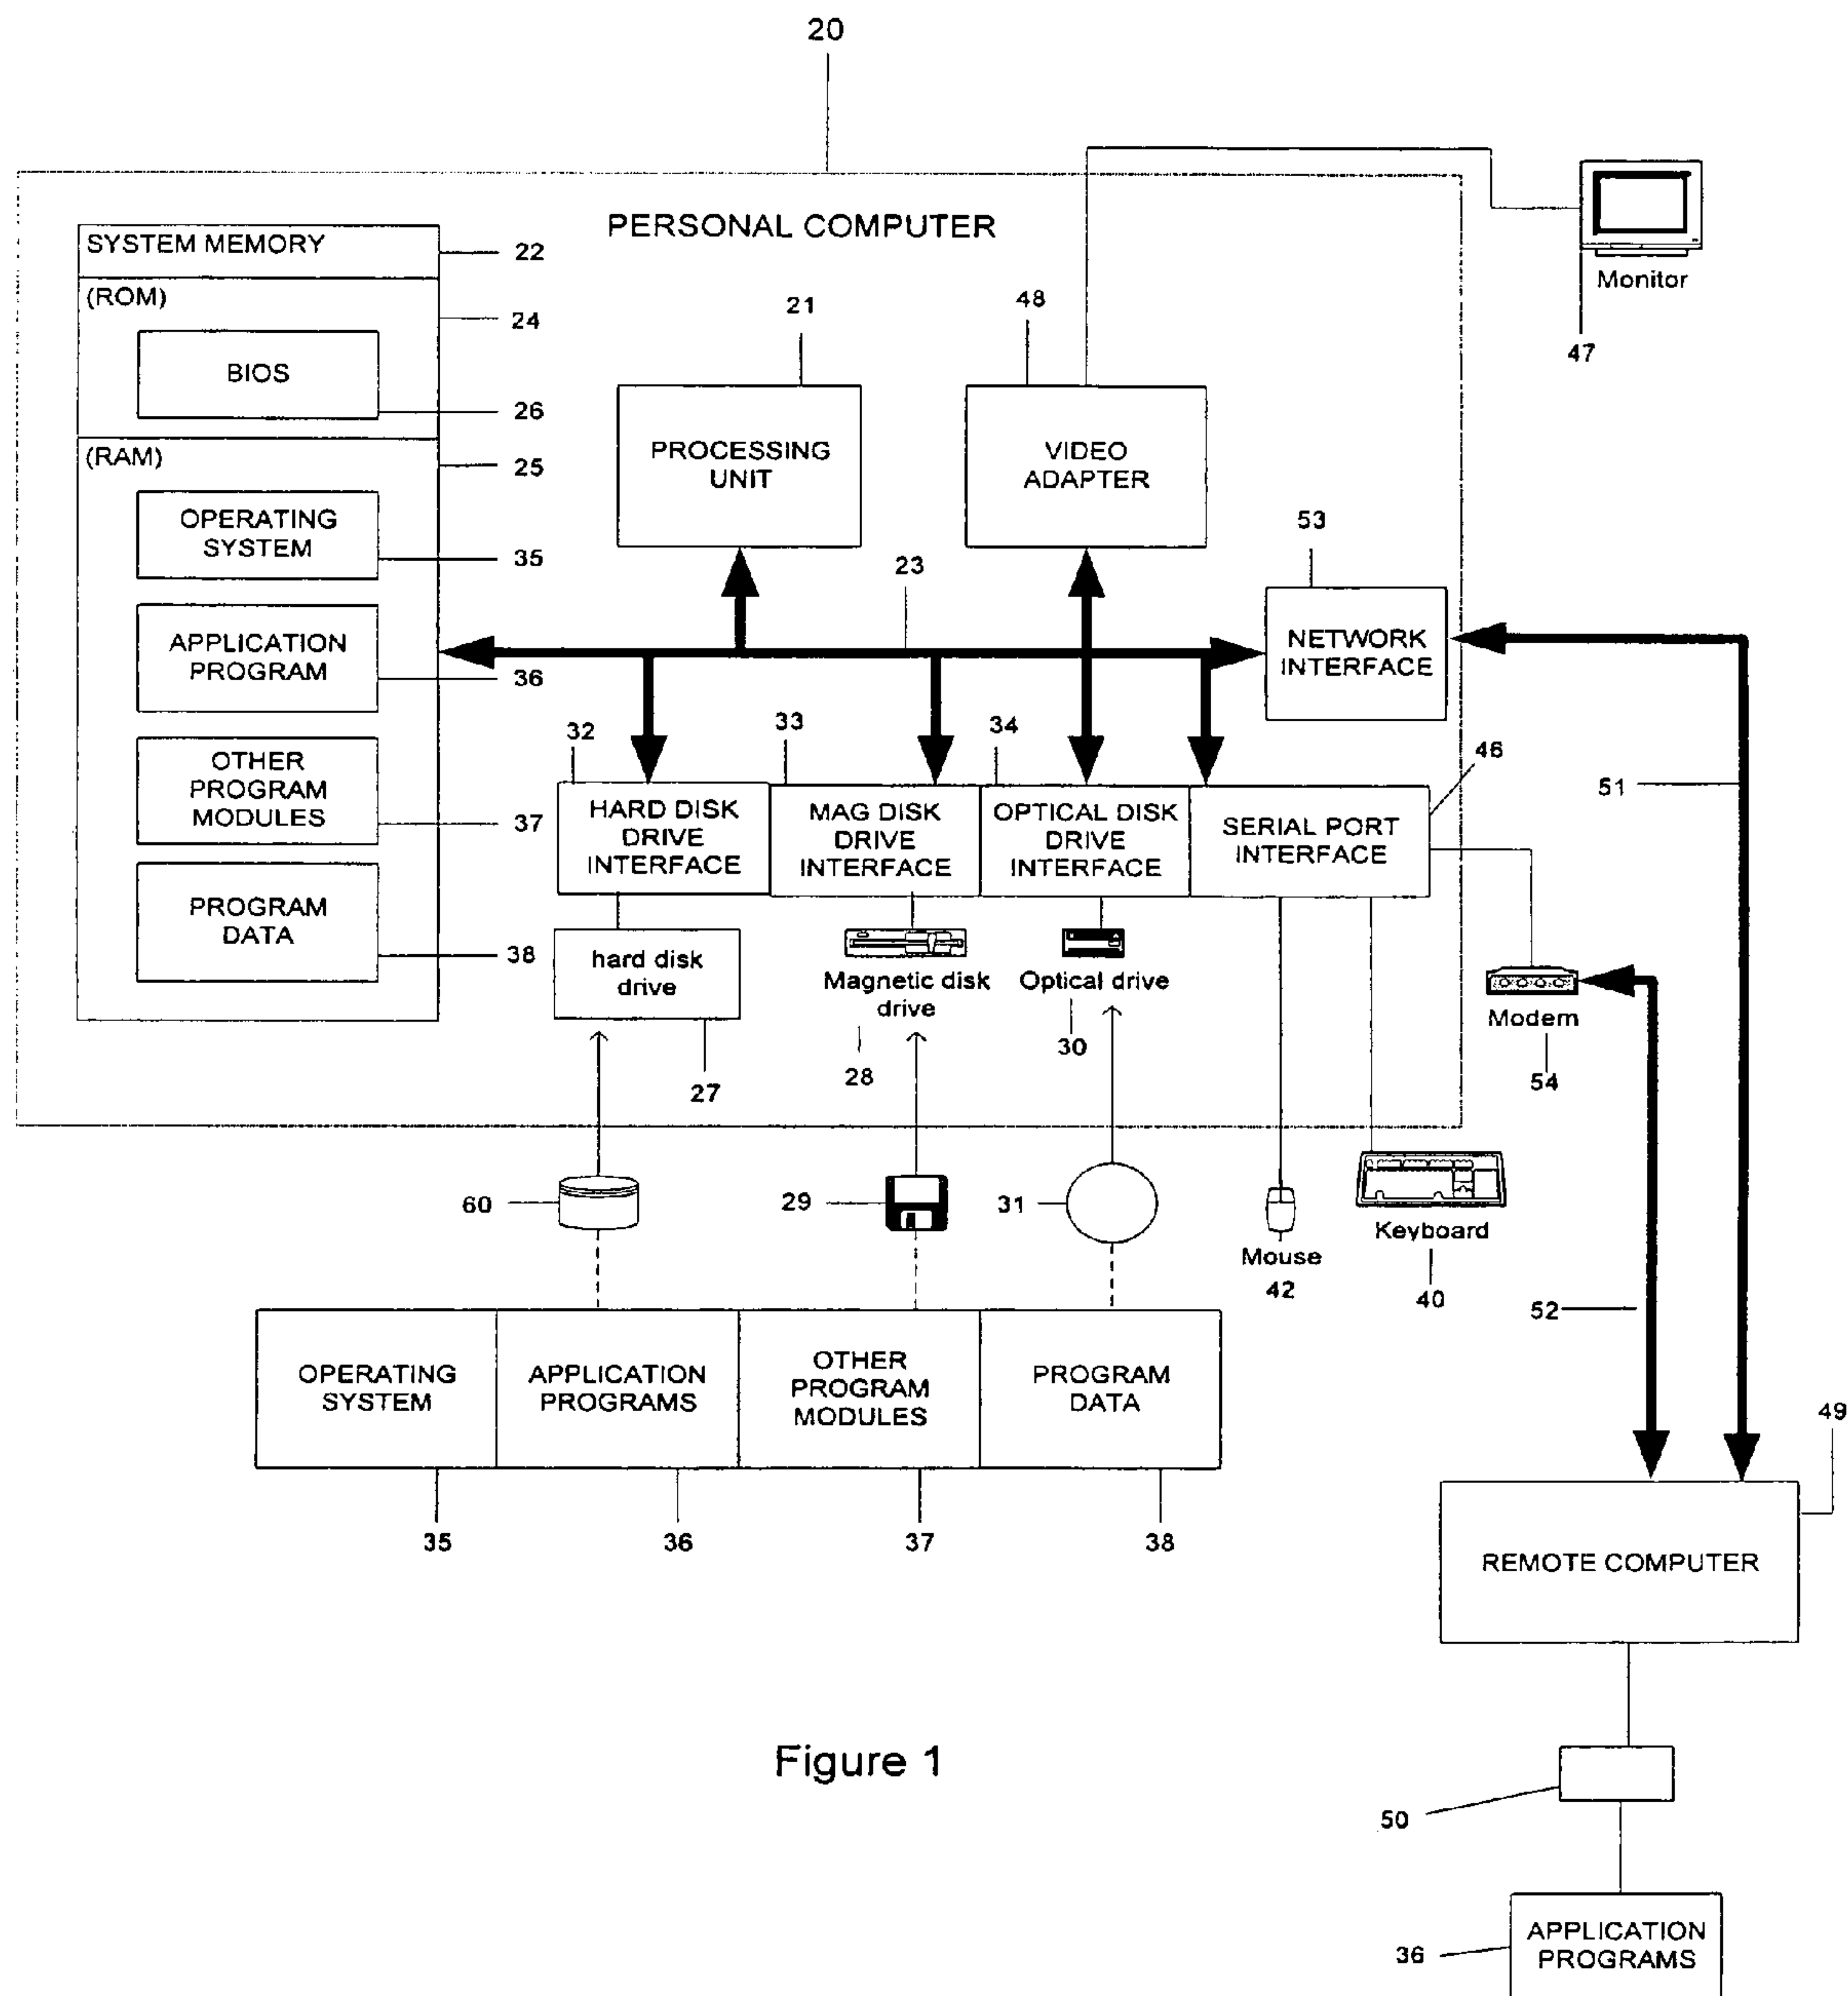 20
PERSONAL COMPUTER
SYSTEM MEMORY
22
(ROM)
24
BIOS
26
(RAM)
25
OPERATING
SYSTEM
35
APPLICATION
PROGRAM
36
OTHER
PROGRAM
MODULES
37
PROGRAM
DATA
38
21
PROCESSING
UNIT
48
VIDEO
ADAPTER
Monitor
47
23
53
NETWORK
INTERFACE
32
HARD DISK
DRIVE
INTERFACE
33
MAG DISK
DRIVE
INTERFACE
34
OPTICAL DISK
DRIVE
INTERFACE
46
SERIAL PORT
INTERFACE
51
hard disk
drive
27
Magnetic disk
drive
28
Optical drive
30
Modem
54
60
29
31
Mouse
42
Keyboard
40
52
OPERATING
SYSTEM
APPLICATION
PROGRAMS
OTHER
PROGRAM
MODULES
PROGRAM
DATA
35
36
37
38
49
REMOTE COMPUTER
Figure 1
50
36
APPLICATION
PROGRAMS